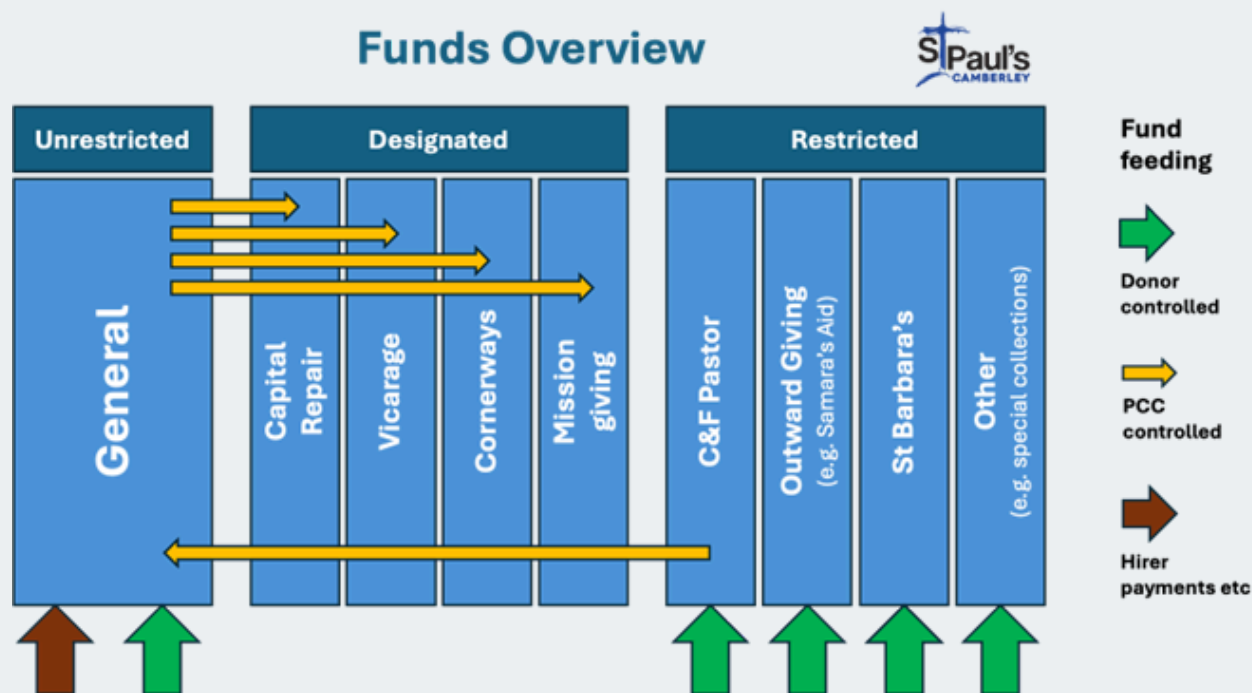 Funds Overview
St Paul's
CAMBERLEY
Unrestricted
Designated
Restricted
General
Capital
Repair
Vicarage
Cornerways
Mission
giving
C&F Pastor
Outward Giving
(e.g. Samara's Aid)
St Barbara's
Other
(e.g. special collections)
Fund
feeding
Donor
controlled
PCC
controlled
Hirer
payments etc